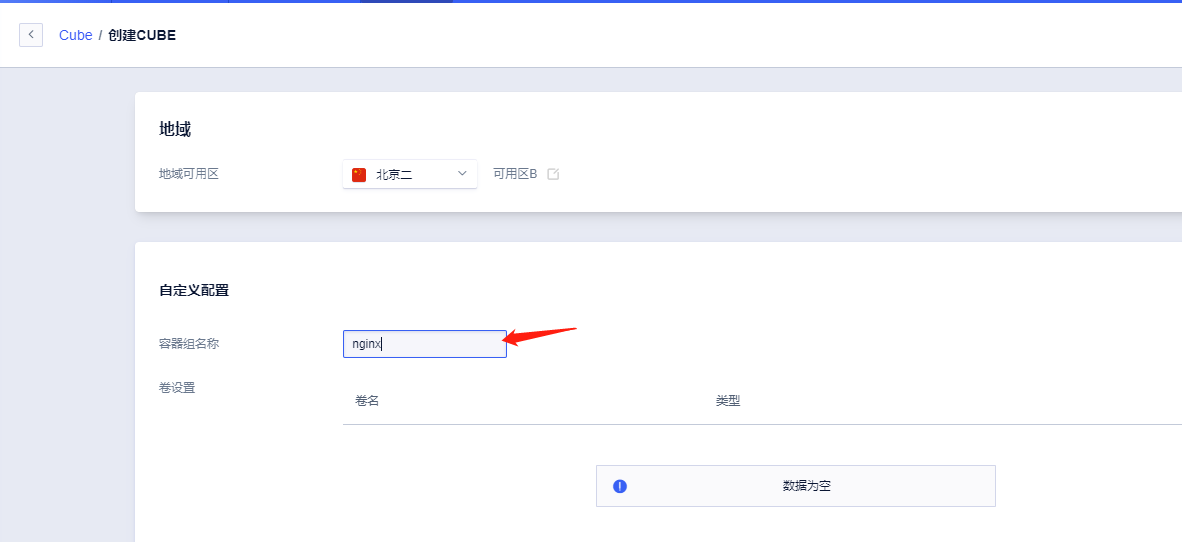 Cube / 创建CUBE
地域
地域可用区 北京二 可用区B
自定义配置
容器组名称 nginx
卷设置
卷名 类型
数据为空